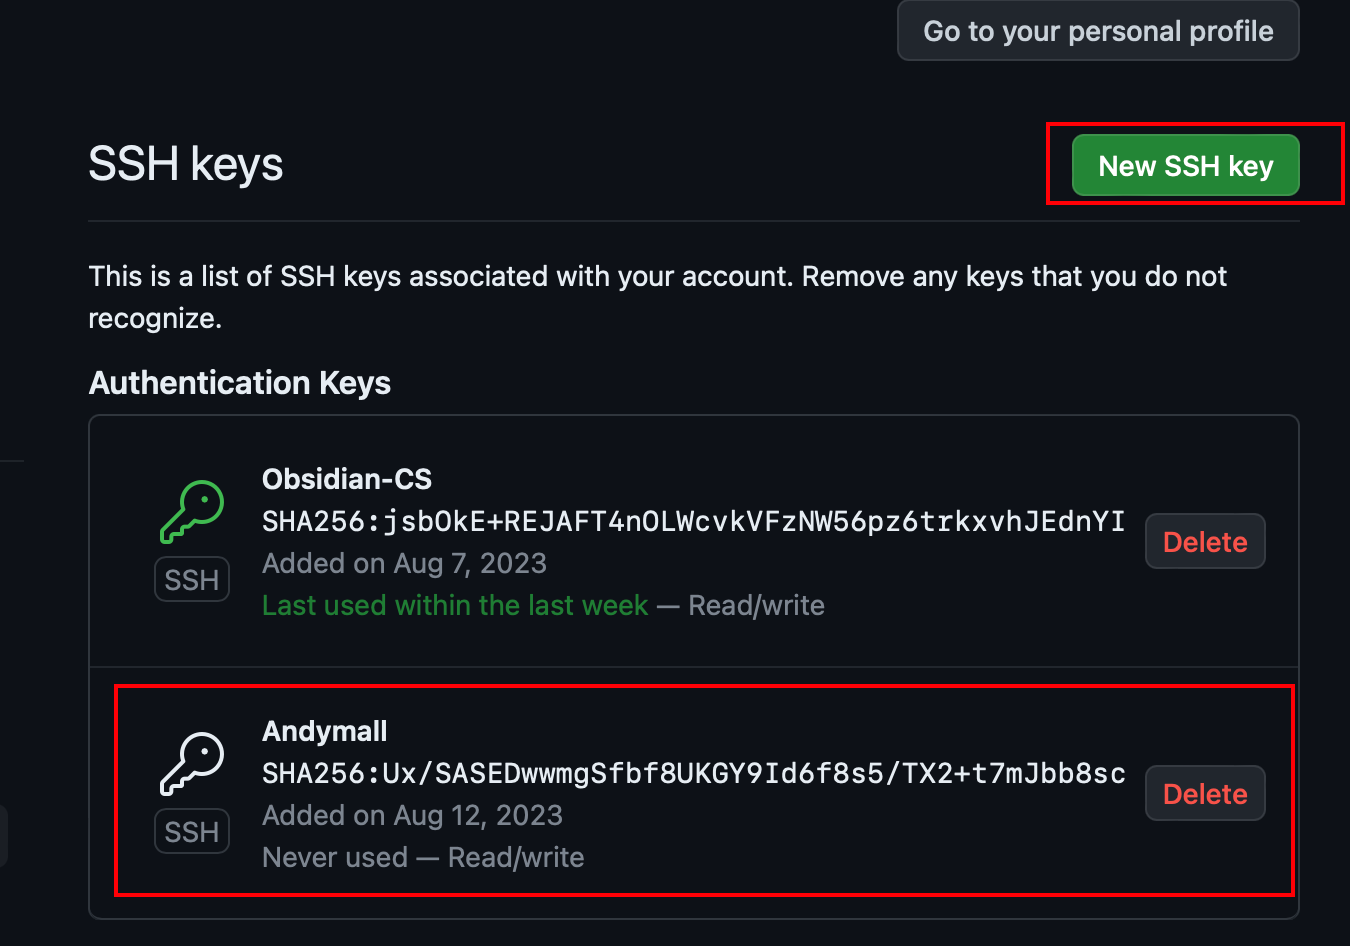 Go to your personal profile
SSH keys
New SSH key
This is a list of SSH keys associated with your account. Remove any keys that you do not
recognize.
Authentication Keys
Obsidian-CS
SHA256:jsbOkE+REJAFT4nOLWcvkVFzNW56pz6trkxvhJEdnYI
Added on Aug 7, 2023
Last used within the last week — Read/write
SSH
Delete
Andymall
SHA256:Ux/SASEDwwmgSfbf8UKGY9Id6f8s5/TX2+t7mJbb8sc
Added on Aug 12, 2023
Never used — Read/write
SSH
Delete